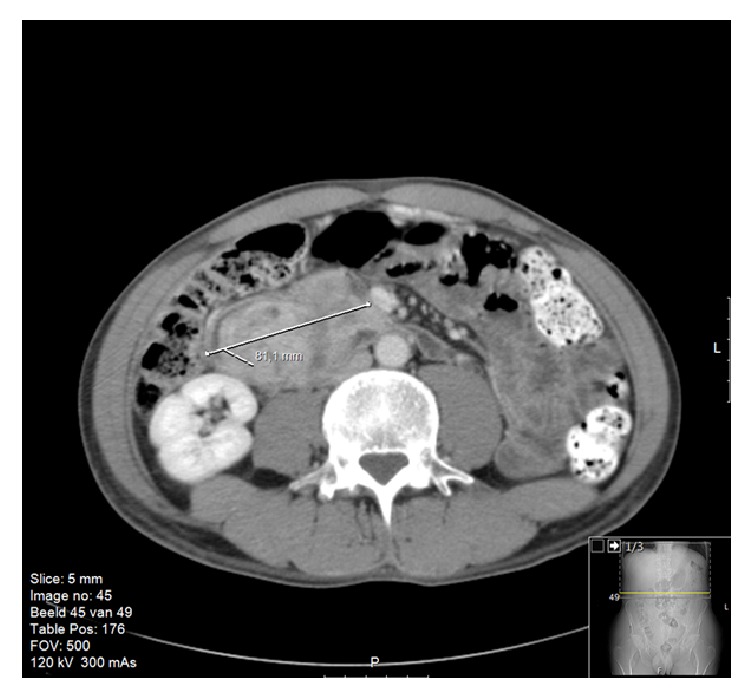 81,1 mm
L
Slice: 5 mm
Image no: 45
Beeld 45 van 49
Table Pos: 176
FOV: 500
120 kV 300 mAs
P
1/3
49
L
F